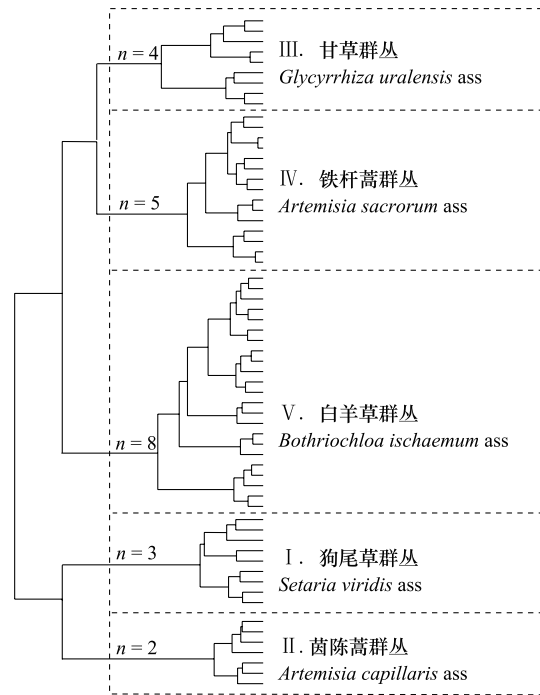 n = 4
Ⅲ. 甘草群丛
Glycyrrhiza uralensis ass
n = 5
Ⅳ. 铁杆蒿群丛
Artemisia sacrorum ass
n = 8
Ⅴ. 白羊草群丛
Bothriochloa ischaemum ass
n = 3
Ⅰ. 狗尾草群丛
Setaria viridis ass
n = 2
Ⅱ. 茵陈蒿群丛
Artemisia capillaris ass